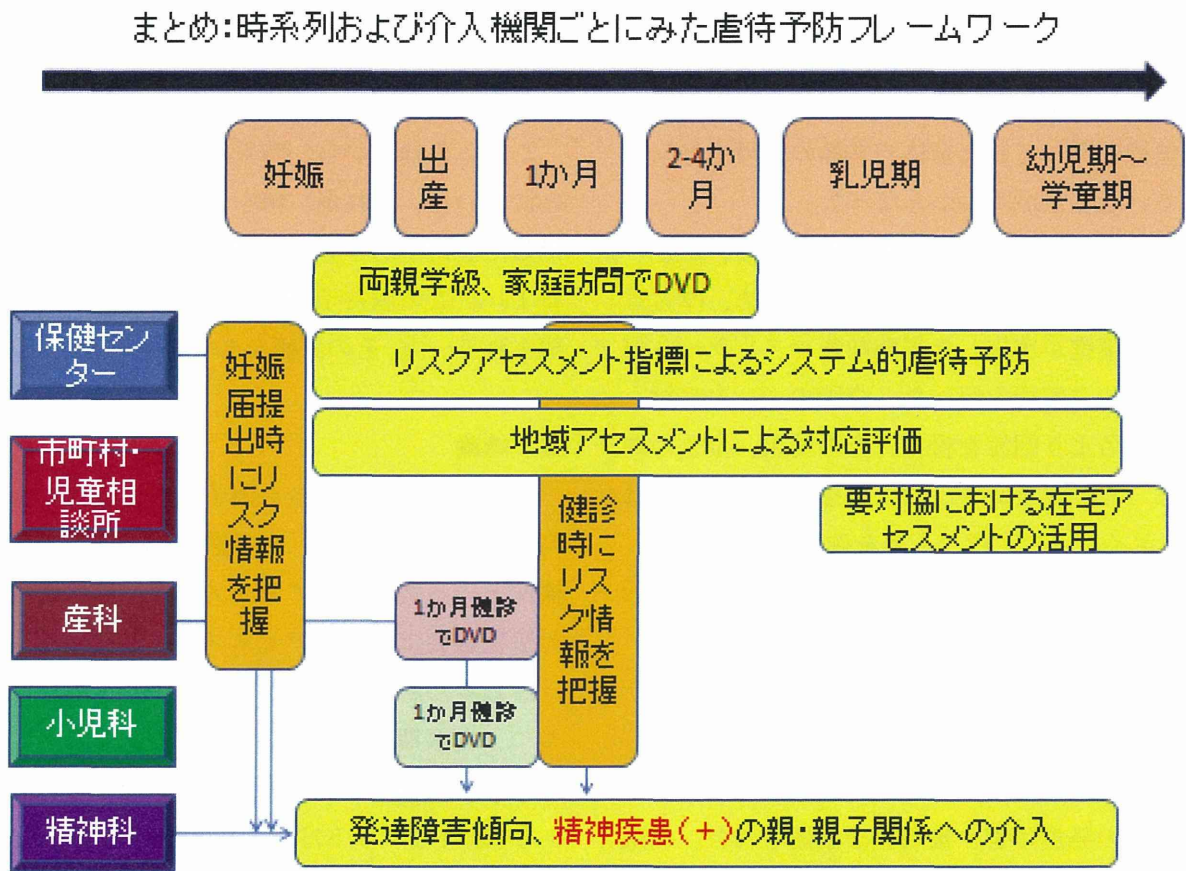 まとめ:時系列および介入機関ごとにみた虐待予防フレームワーク
妊娠
出
産
1か月
2-4か
月
乳児期
幼児期～
学童期
両親学級、家庭訪問でDVD
保健セン
ター
妊娠
届提
出時
にリ
スク
情報
を把
握
リスクアセスメント指標によるシステム的虐待予防
地域アセスメントによる対応評価
市町村・
児童相
談所
要対協における在宅ア
セスメントの活用
健診
時に
リス
ク情
報を
把握
産科
1か月健診
でDVD
小児科
1か月健診
でDVD
精神科
発達障害傾向、精神疾患(+)の親・親子関係への介入